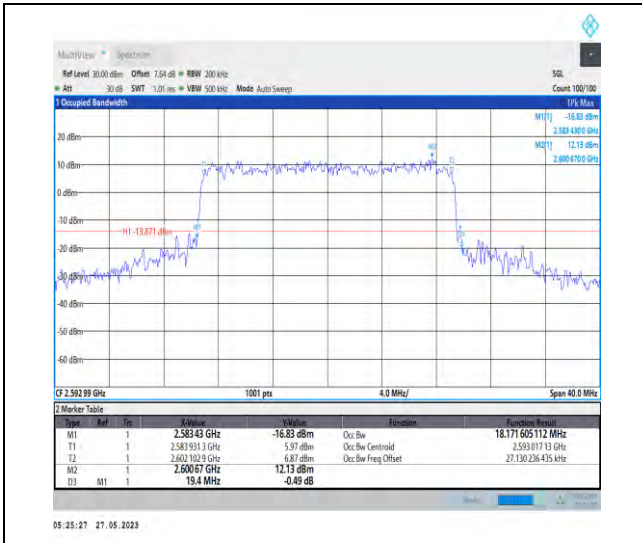 MultiView Spectrum
Ref Level 30.00 dBm Offset 7.64 dB RBW 200 kHz SGL
Att 30 dB SWT 1.01 ms VBW 500 kHz Mode Auto Sweep Count 100/100
1 Occupied Bandwidth 1Pk Max
M1[1] -16.83 dBm
2.583 430 0 GHz
M2[1] 12.13 dBm
2.600 670 0 GHz
20 dBm
M2
T1 T2
10 dBm
0 dBm
-10 dBm
H1 -13.871 dBm
M1
-20 dBm
-30 dBm
-40 dBm
-50 dBm
-60 dBm
CF 2.592 99 GHz 1001 pts 4.0 MHz/ Span 40.0 MHz
2 Marker Table
Type Ref Trc X-Value Y-Value Function Function Result
M1 1 2.583 43 GHz -16.83 dBm Occ Bw 18.171 605 112 MHz
T1 1 2.583 931 3 GHz 5.97 dBm Occ Bw Centroid 2.593 017 13 GHz
T2 1 2.602 102 9 GHz 6.87 dBm Occ Bw Freq Offset 27.130 236 435 kHz
M2 1 2.600 67 GHz 12.13 dBm
D3 M1 1 19.4 MHz -0.49 dB
05:25:27 27.05.2023